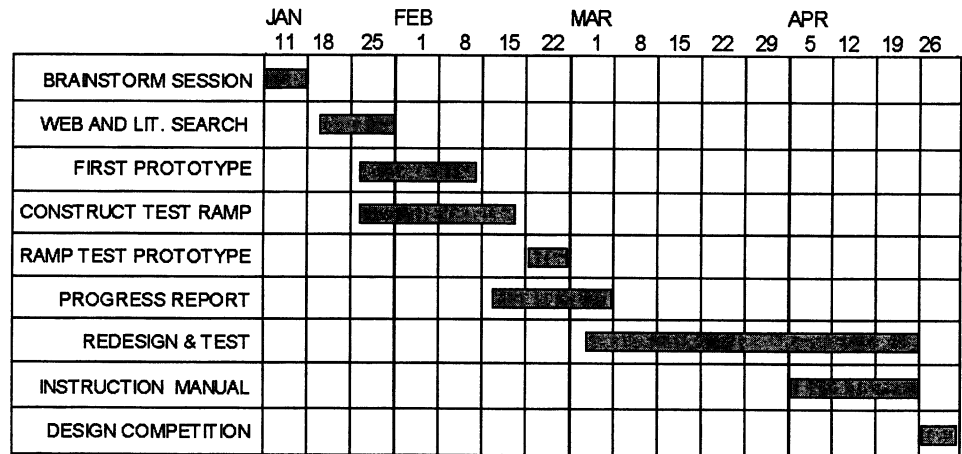 JAN FEB MAR APR
11 18 25 1 8 15 22 1 8 15 22 29 5 12 19 26
BRAINSTORM SESSION
WEB AND LIT. SEARCH
FIRST PROTOTYPE
CONSTRUCT TEST RAMP
RAMP TEST PROTOTYPE
PROGRESS REPORT
REDESIGN & TEST
INSTRUCTION MANUAL
DESIGN COMPETITION